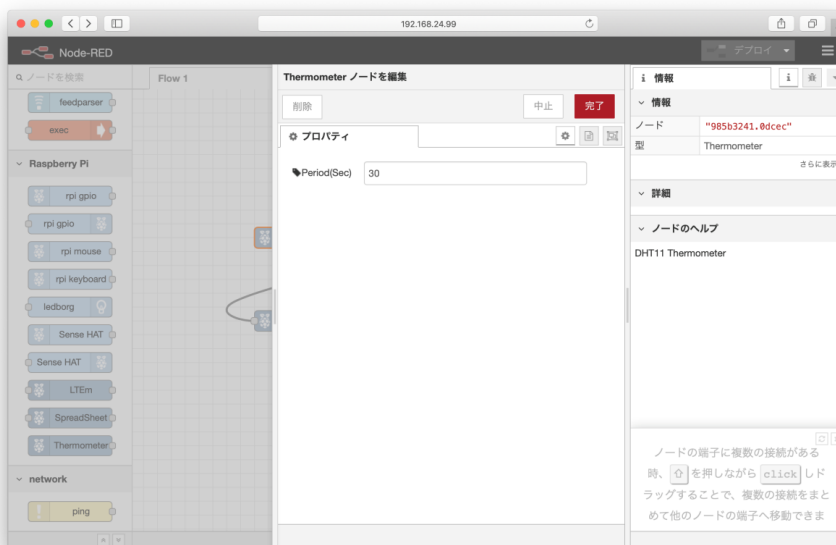 192.168.24.99
Node-RED
デプロイ
ノードを検索
feedparser
exec
Raspberry Pi
rpi gpio
rpi gpio
rpi mouse
rpi keyboard
ledborg
Sense HAT
Sense HAT
LTEm
SpreadSheet
Thermometer
network
ping
Flow 1
Thermometer ノードを編集
削除
中止
完了
プロパティ
Period(Sec)
30
i 情報
i
情報
ノード
"985b3241.0dcec"
型
Thermometer
さらに表示
詳細
ノードのヘルプ
DHT11 Thermometer
ノードの端子に複数の接続がある
時、⇧を押しながら click しド
ラッグすることで、複数の接続をまと
めて他のノードの端子へ移動できま